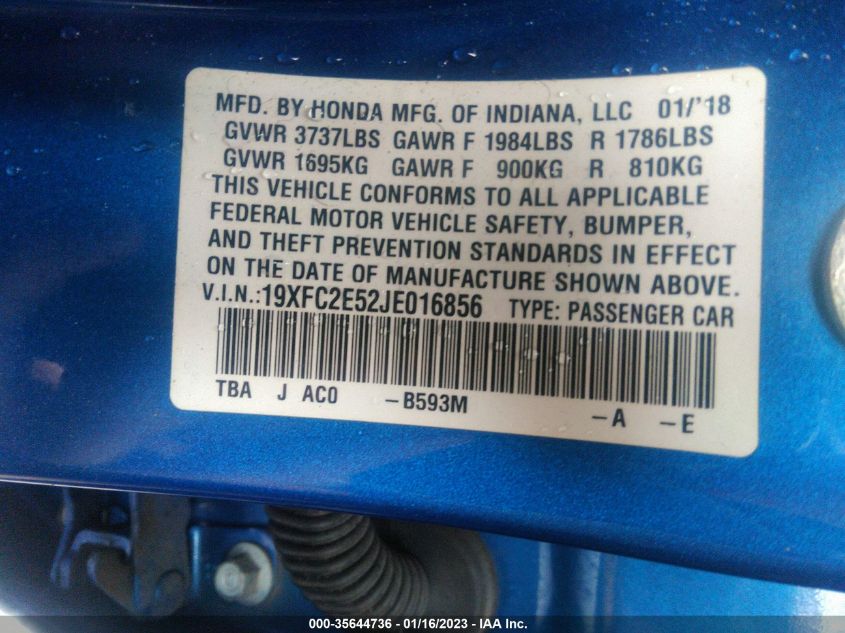 MFD. BY HONDA MFG. OF INDIANA, LLC 01/'18
GVWR 3737LBS GAWR F 1984LBS R 1786LBS
GVWR 1695KG GAWR F 900KG R 810KG
THIS VEHICLE CONFORMS TO ALL APPLICABLE
FEDERAL MOTOR VEHICLE SAFETY, BUMPER,
AND THEFT PREVENTION STANDARDS IN EFFECT
ON THE DATE OF MANUFACTURE SHOWN ABOVE.
V.I.N.:19XFC2E52JE016856 TYPE: PASSENGER CAR
TBA J AC0 -B593M -A -E
000-35644736 - 01/16/2023 - IAA Inc.